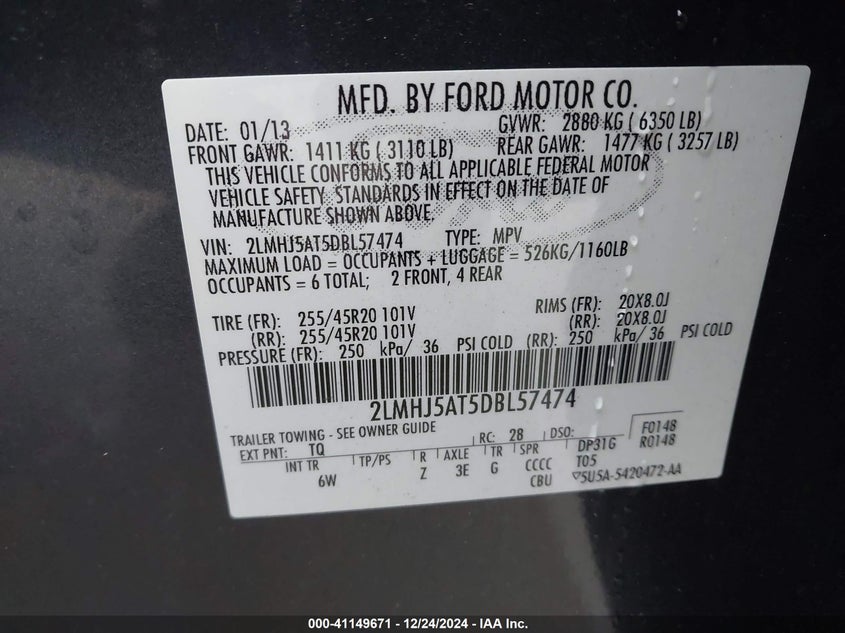 MFD. BY FORD MOTOR CO.
DATE: 01/13 GVWR: 2880 KG ( 6350 LB)
FRONT GAWR: 1411 KG ( 3110 LB) REAR GAWR: 1477 KG ( 3257 LB)
THIS VEHICLE CONFORMS TO ALL APPLICABLE FEDERAL MOTOR
VEHICLE SAFETY STANDARDS IN EFFECT ON THE DATE OF
MANUFACTURE SHOWN ABOVE.
VIN: 2LMHJ5AT5DBL57474 TYPE: MPV
MAXIMUM LOAD = OCCUPANTS + LUGGAGE = 526KG/1160LB
OCCUPANTS = 6 TOTAL; 2 FRONT, 4 REAR
TIRE (FR): 255/45R20 101V RIMS (FR): 20X8.0J
(RR): 255/45R20 101V (RR): 20X8.0J
PRESSURE (FR): 250 kPa/ 36 PSI COLD (RR): 250 kPa/ 36 PSI COLD
2LMHJ5AT5DBL57474
TRAILER TOWING - SEE OWNER GUIDE
EXT PNT: TQ RC: 28 DSO: F0148
R0148
INT TR TP/PS R AXLE TR SPR DP31G
6W Z 3E G CCCC T05
CBU ▽5U5A-5420472-AA
000-41149671 - 12/24/2024 - IAA Inc.